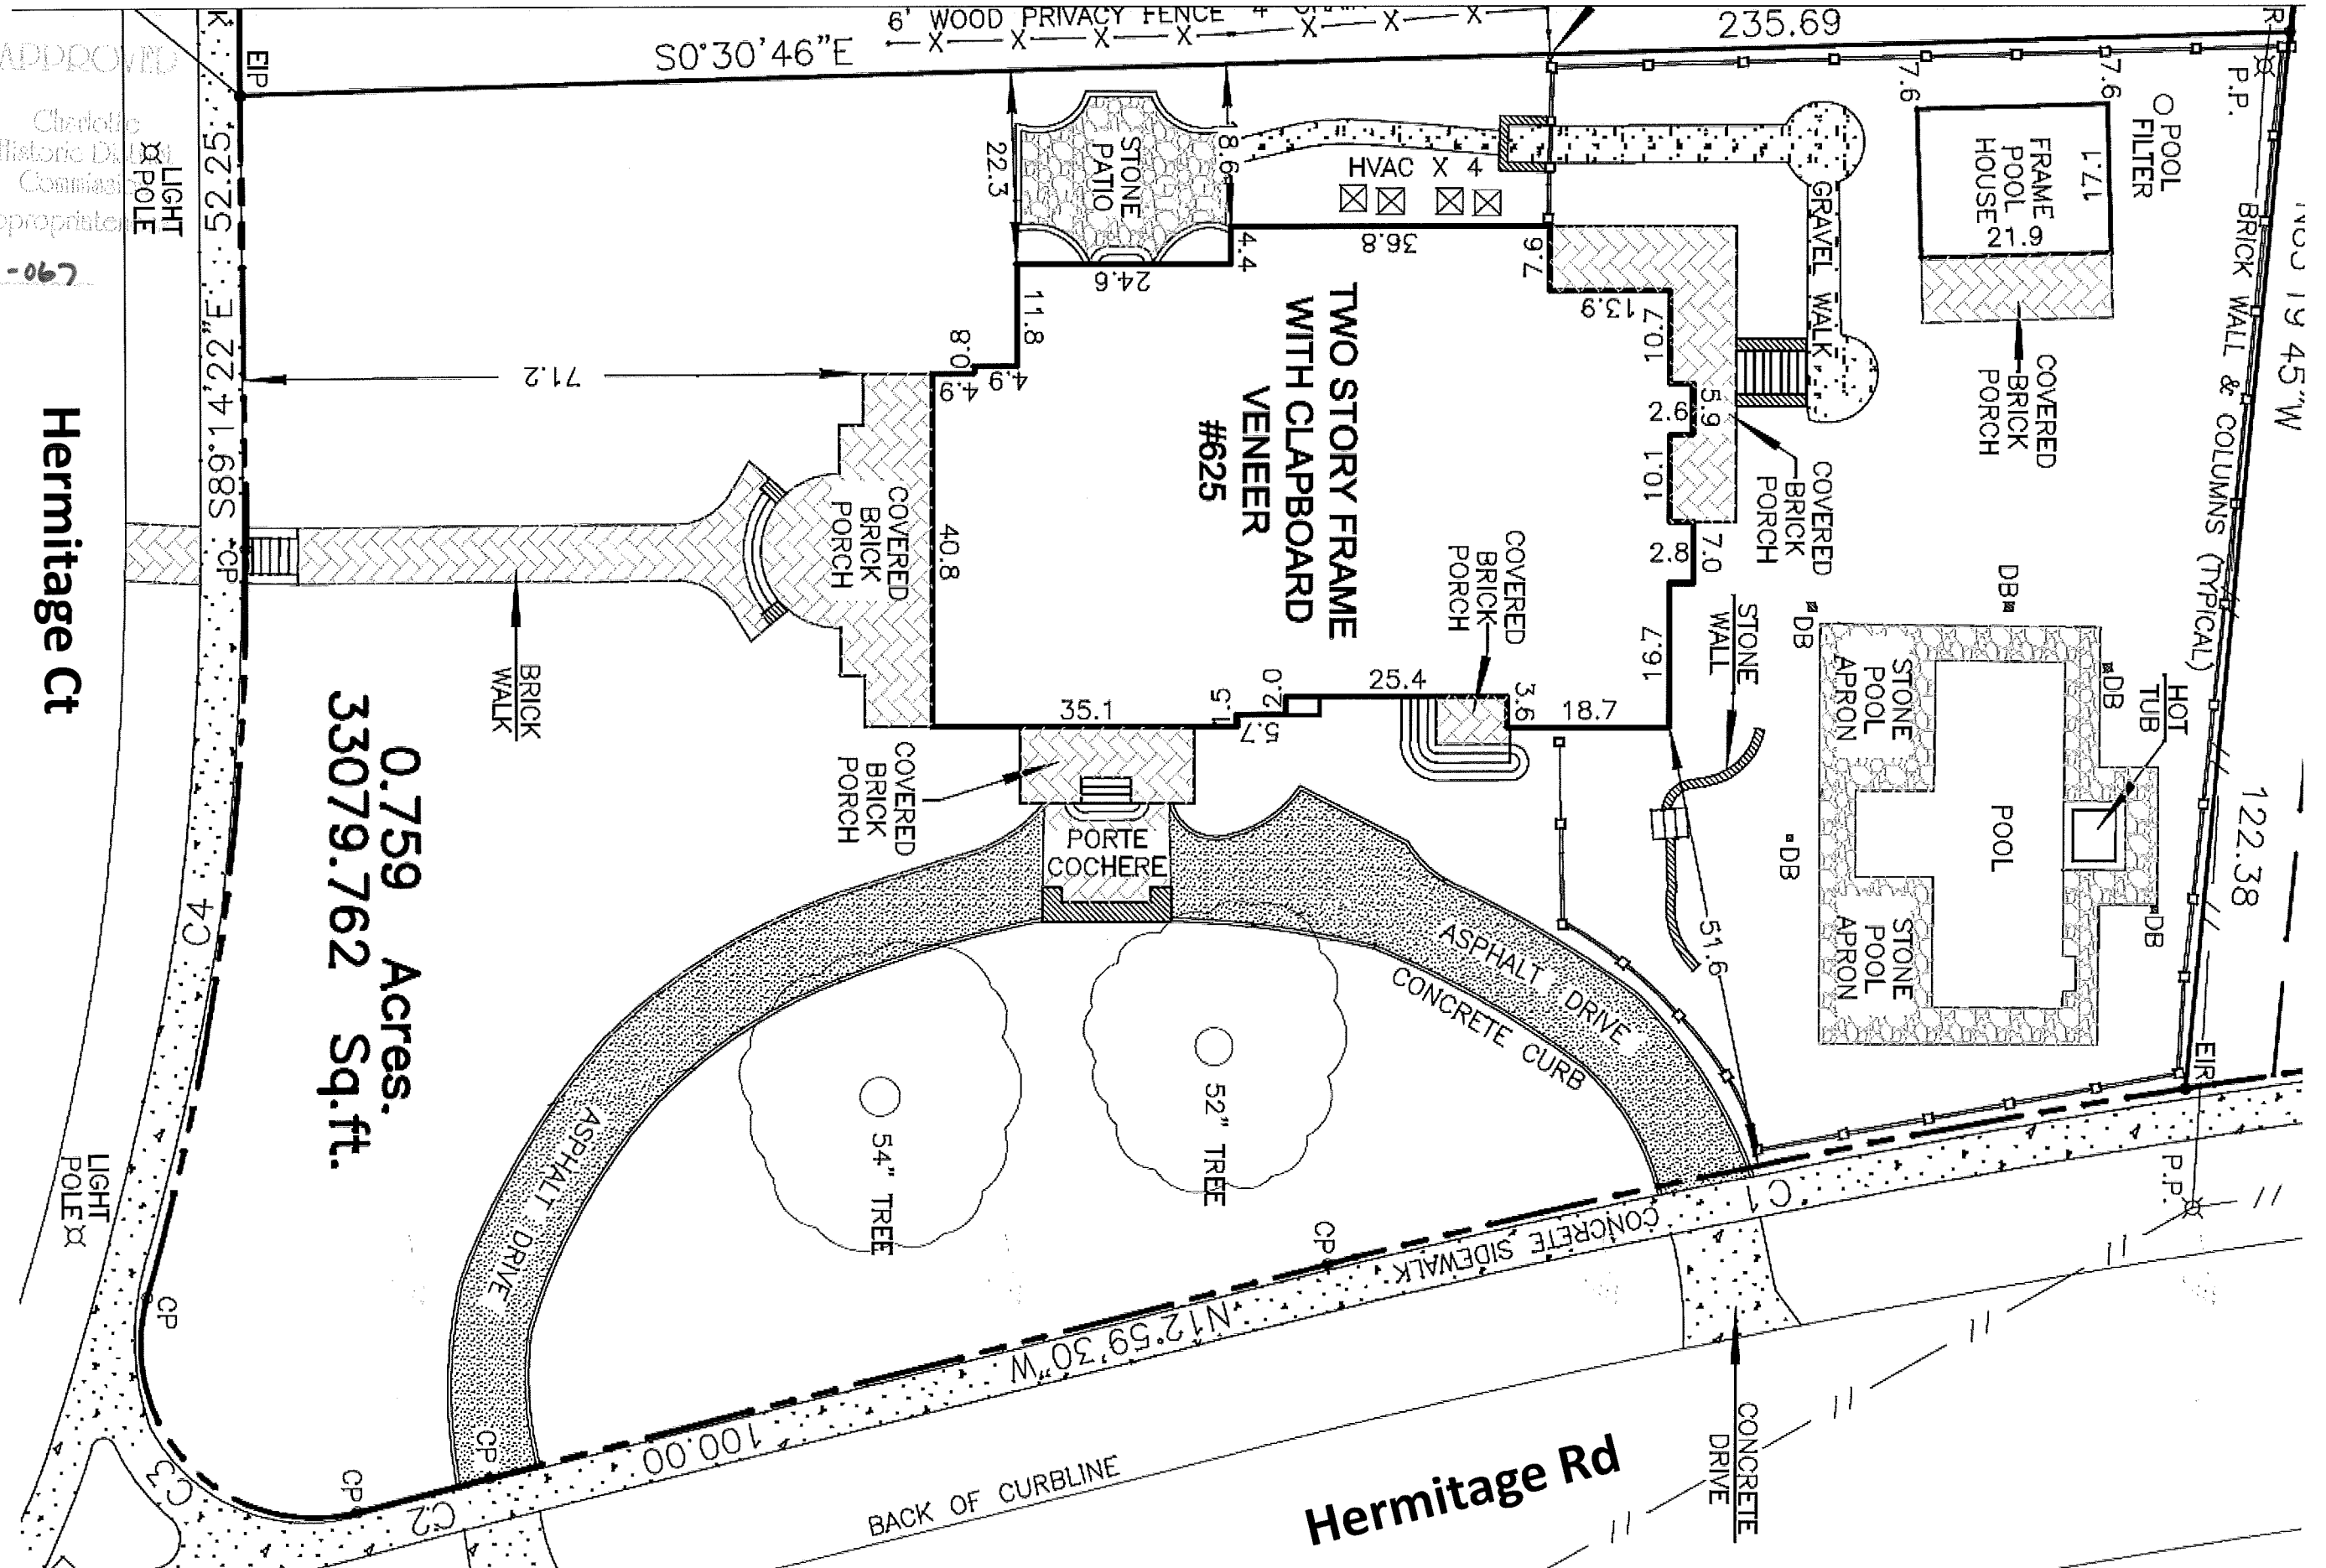 6' WOOD PRIVACY FENCE 4'
X X X X X X X
S0°30'46"E
235.69
EIP
K
R
P.P.
APPROVED
Charlotte
Historic District
Commission
-067
LIGHT
POLE
S89°14'22"E 52.25
22.3
STONE
PATIO
18.6
HVAC X 4
GRAVEL WALK
7.6
7.6
FRAME
POOL
HOUSE
17.1
21.9
POOL
FILTER
BRICK WALL & COLUMNS (TYPICAL)
COVERED
BRICK
PORCH
4.4
36.8
7.6
24.6
11.8
0.8
4.9
4.9
13.9
10.7
2.6
5.9
10.1
2.8
7.0
19.7
COVERED
BRICK
PORCH
71.2
TWO STORY FRAME
WITH CLAPBOARD
VENEER
#625
40.8
COVERED
BRICK
PORCH
COVERED
BRICK
PORCH
STONE
WALL
35.1
1.5
5.7
2.0
25.4
3.6
18.7
CP
BRICK
WALK
Hermitage Ct
0.759 Acres.
33079.762 Sq.ft.
COVERED
BRICK
PORCH
PORTE
COCHERE
DB
DB
DB
DB
DB
HOT
TUB
STONE
POOL
APRON
POOL
STONE
POOL
APRON
122.38
51.6
EIR
ASPHALT DRIVE
CONCRETE CURB
52" TREE
54" TREE
ASPHALT DRIVE
C4
LIGHT
POLE
CP
C3
CP
C2
CP
100.00
N12°59'30"W
CP
CONCRETE SIDEWALK
C1
P.P.
CONCRETE
DRIVE
BACK OF CURBLINE
Hermitage Rd